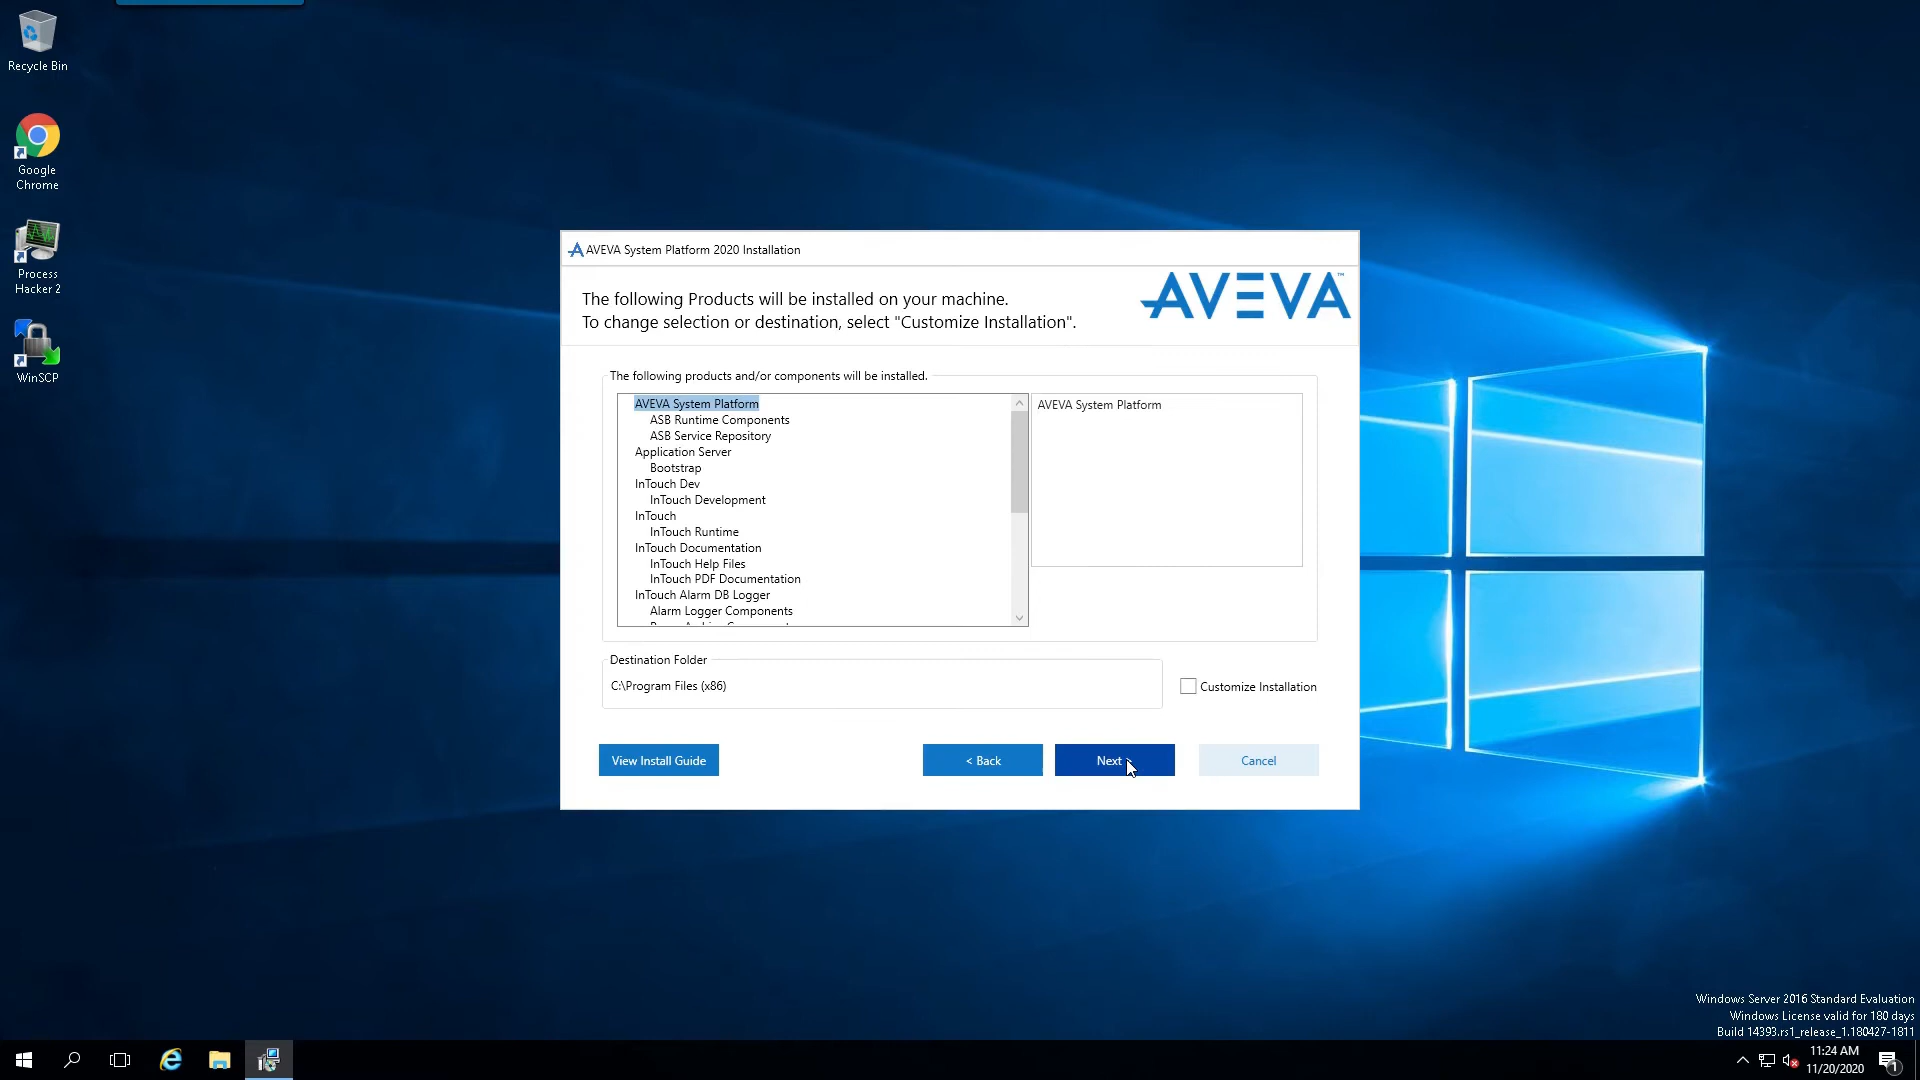 Recycle Bin
Google
Chrome
Process
Hacker 2
WinSCP
AVEVA System Platform 2020 Installation
The following Products will be installed on your machine.
To change selection or destination, select "Customize Installation".
AVEVA™
The following products and/or components will be installed.
AVEVA System Platform
ASB Runtime Components
ASB Service Repository
Application Server
Bootstrap
InTouch Dev
InTouch Development
InTouch
InTouch Runtime
InTouch Documentation
InTouch Help Files
InTouch PDF Documentation
InTouch Alarm DB Logger
Alarm Logger Components
AVEVA System Platform
Destination Folder
C:\Program Files (x86)
Customize Installation
View Install Guide
< Back
Next
Cancel
Windows Server 2016 Standard Evaluation
Windows License valid for 180 days
Build 14393.rs1_release_1.180427-1811
11:24 AM
11/20/2020
1